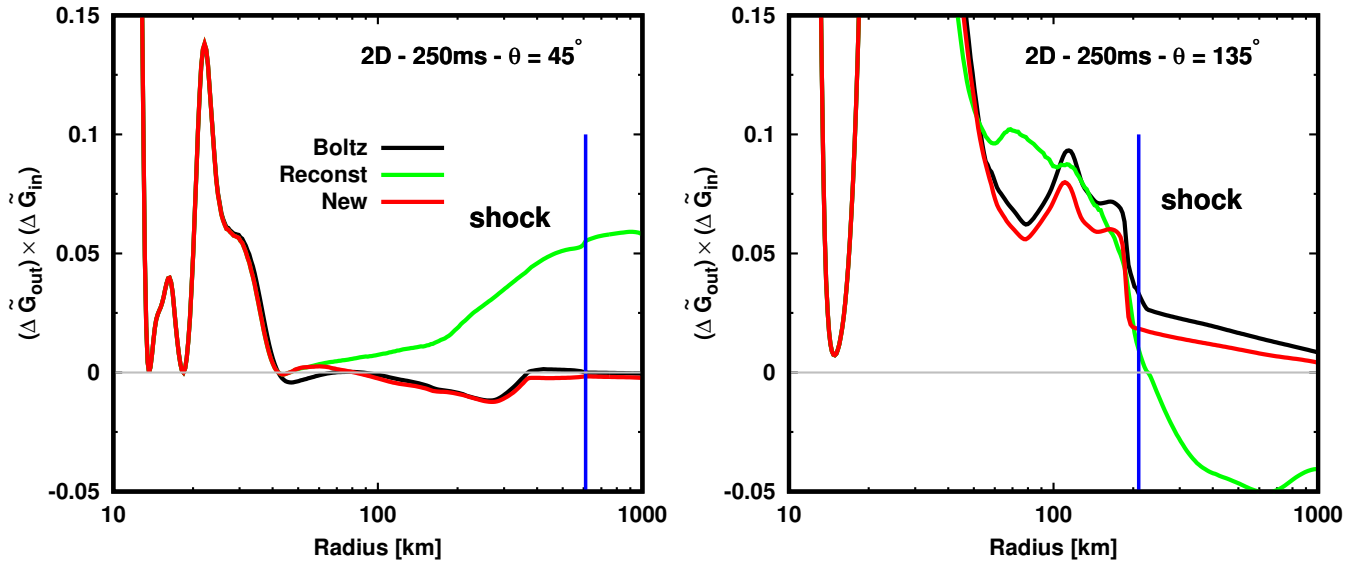 2D - 250ms - θ = 45°
(Δ G̃out) × (Δ G̃in)
0.15
0.1
0.05
0
-0.05
Boltz
Reconst
New
shock
10
100
1000
Radius [km]
2D - 250ms - θ = 135°
(Δ G̃out) × (Δ G̃in)
0.15
0.1
0.05
0
-0.05
shock
10
100
1000
Radius [km]